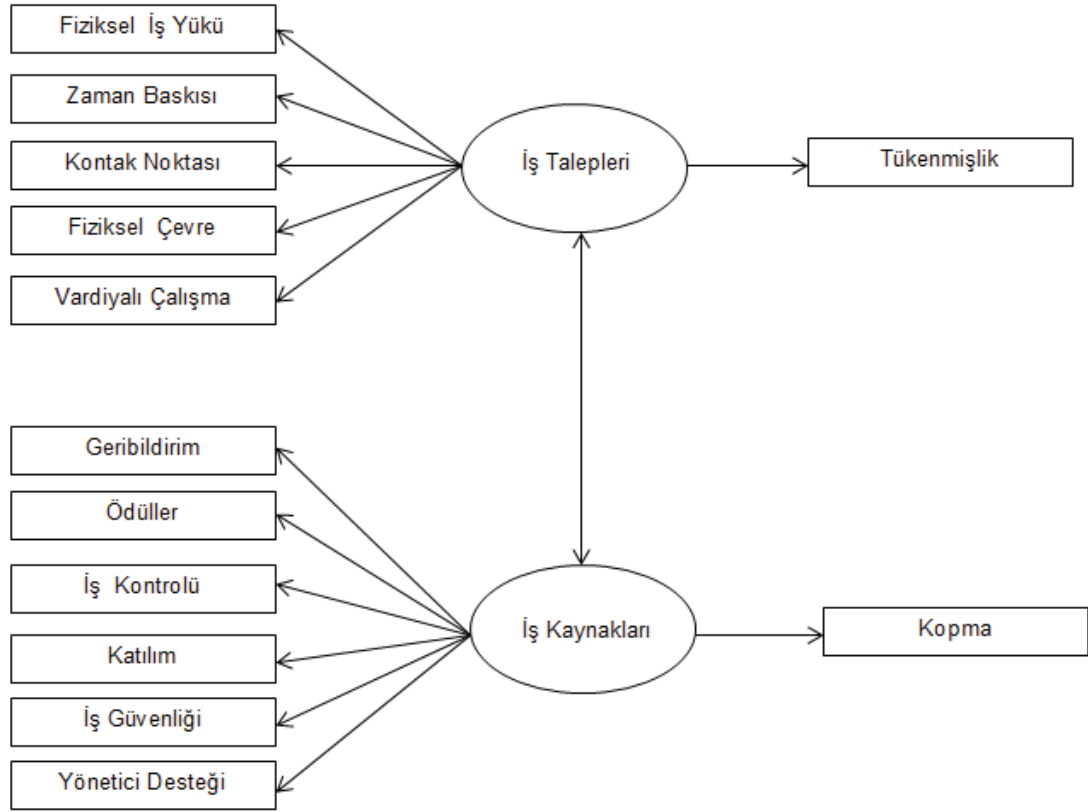 Fiziksel İş Yükü
Zaman Baskısı
Kontak Noktası
Fiziksel Çevre
Vardiyalı Çalışma
İş Talepleri
Tükenmişlik
Geribildirim
Ödüller
İş Kontrolü
Katılım
İş Güvenliği
Yönetici Desteği
İş Kaynakları
Kopma